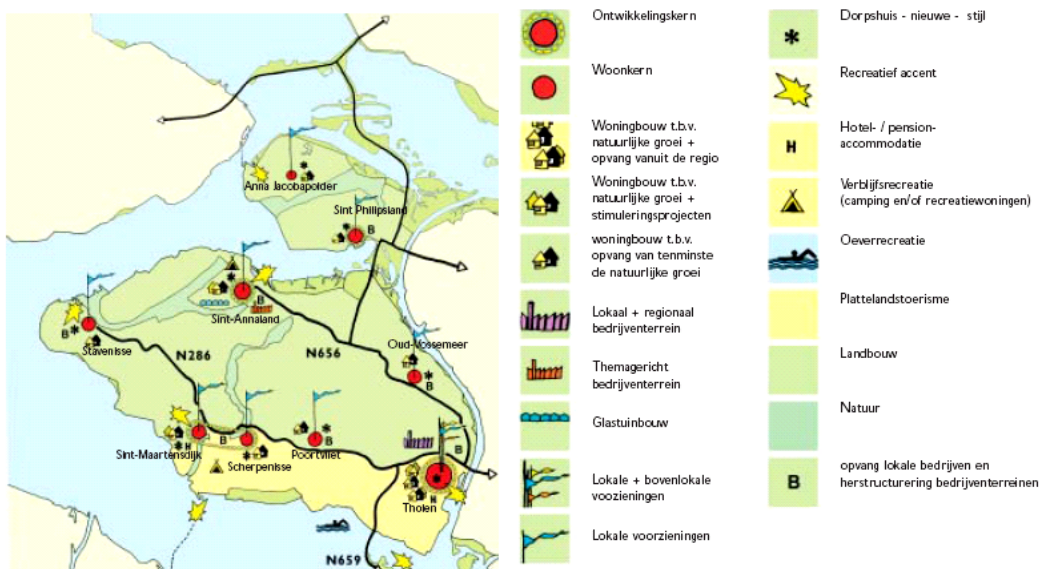 Anna Jacobapolder
Sint Philipsland
B
Sint-Annaland
B
Stavenisse
B
N286
N656
Oud-Vossemeer
B
Sint-Maartensdijk
H
B
Scherpenisse
Poortvliet
B
B
Tholen
H
N659
Ontwikkelingskern
Woonkern
Woningbouw t.b.v.
natuurlijke groei +
opvang vanuit de regio
Woningbouw t.b.v.
natuurlijke groei +
stimuleringsprojecten
woningbouw t.b.v.
opvang van tenminste
de natuurlijke groei
Lokaal + regionaal
bedrijventerrein
Themagericht
bedrijventerrein
Glastuinbouw
Lokale + bovenlokale
voorzieningen
Lokale voorzieningen
Dorpshuis - nieuwe - stijl
Recreatief accent
H
Hotel- / pension-
accommodatie
Verblijfsrecreatie
(camping en/of recreatiewoningen)
Oeverrecreatie
Plattelandstoerisme
Landbouw
Natuur
B
opvang lokale bedrijven en
herstructurering bedrijventerreinen